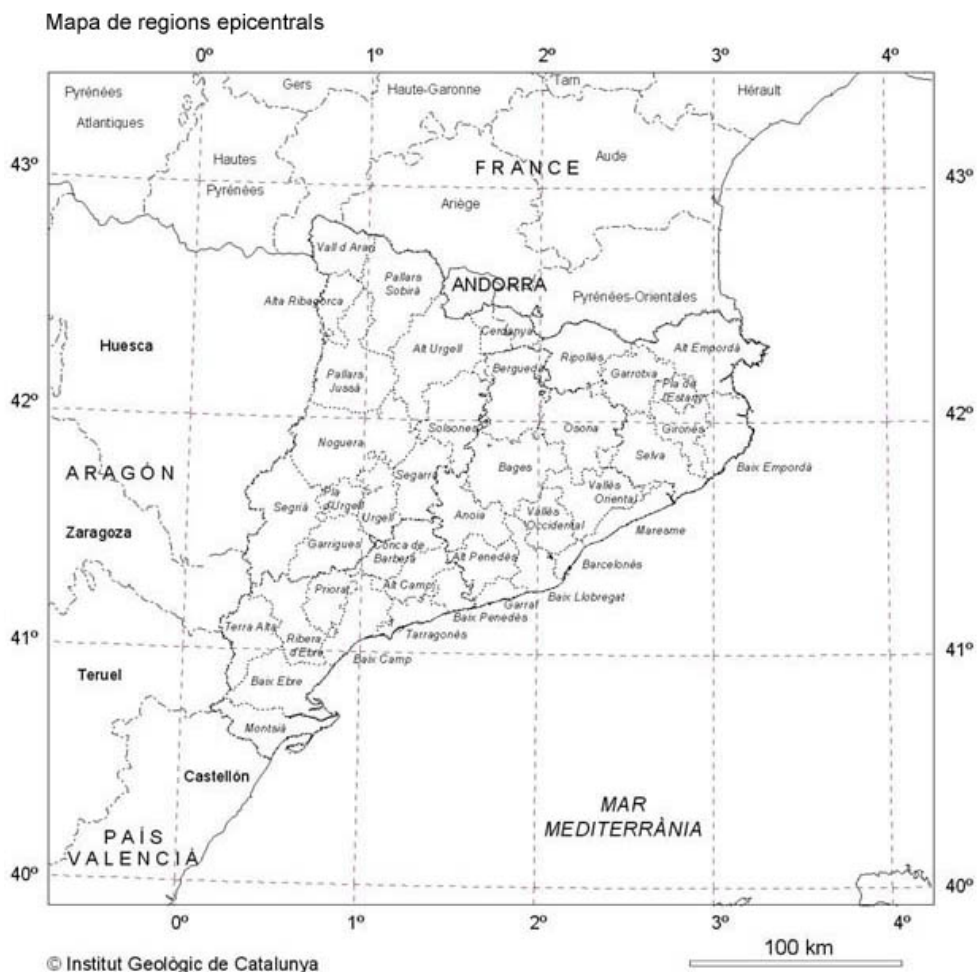 Mapa de regions epicentrals
0º 1º 2º 3º 4º
Pyrénées
Atlantiques
Gers
Haute-Garonne
Tarn
Hérault
43º
Hautes
Pyrénées
FRANCE
Aude
43º
Ariège
Vall d Aran
Pallars
Sobirà
ANDORRA
Pyrénées-Orientales
Alta Ribagorça
Huesca
Alt Urgell
Cerdanya
Ripollès
Alt Empordà
Berguedà
Garrotxa
Pallars
Jussà
Pla de
l'Estany
42º
42º
Solsonès
Osona
Gironès
Noguera
Selva
ARAGÒN
Segarra
Bages
Baix Empordà
Pla
d'Urgell
Vallès
Oriental
Segrià
Urgell
Anoia
Vallès
Occidental
Zaragoza
Maresme
Garrigues
Conca de
Barberà
Alt Penedès
Barcelonès
Priorat
Alt Camp
Baix Llobregat
Garraf
Baix Penedès
41º
Terra Alta
Tarragonès
41º
Ribera
d'Ebre
Baix Camp
Teruel
Baix Ebre
Montsià
Castellón
MAR
MEDITERRÀNIA
PAÍS
VALENCIÀ
40º
40º
0º 1º 2º 3º 4º
© Institut Geològic de Catalunya
100 km